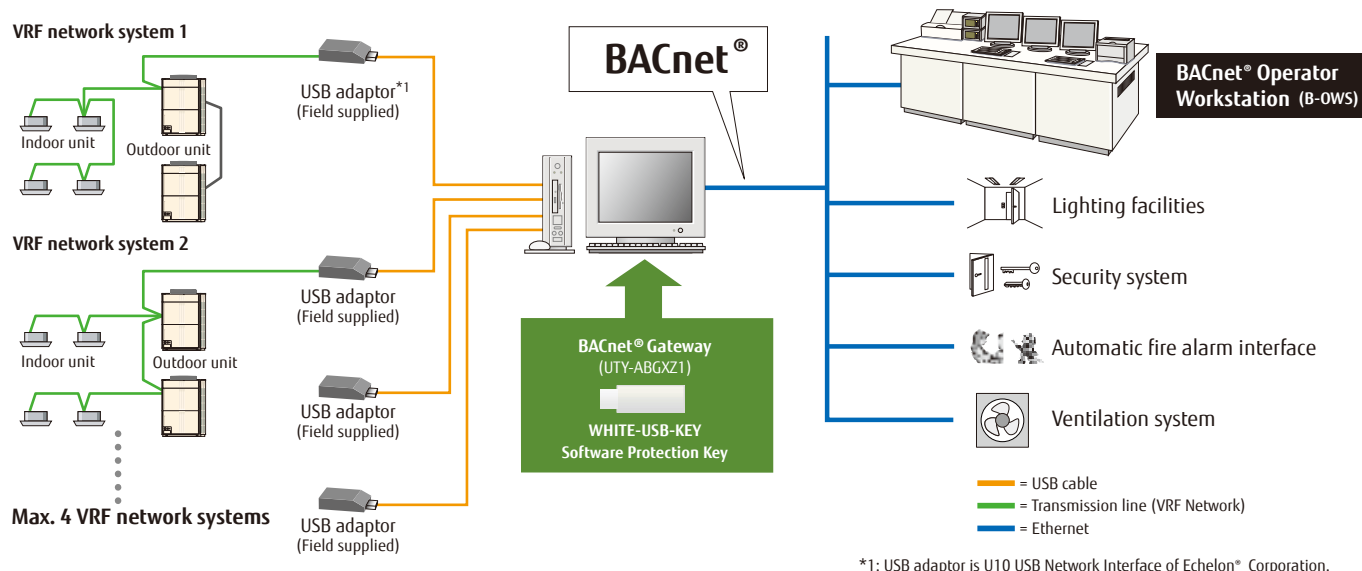 VRF network system 1
USB adaptor*1
(Field supplied)
Indoor unit
Outdoor unit
VRF network system 2
USB adaptor
(Field supplied)
Indoor unit
Outdoor unit
USB adaptor
(Field supplied)
Max. 4 VRF network systems
USB adaptor
(Field supplied)
BACnet®
BACnet® Gateway
(UTY-ABGXZ1)
WHITE-USB-KEY
Software Protection Key
BACnet® Operator
Workstation (B-OWS)
Lighting facilities
Security system
Automatic fire alarm interface
Ventilation system
= USB cable
= Transmission line (VRF Network)
= Ethernet
*1: USB adaptor is U10 USB Network Interface of Echelon® Corporation.